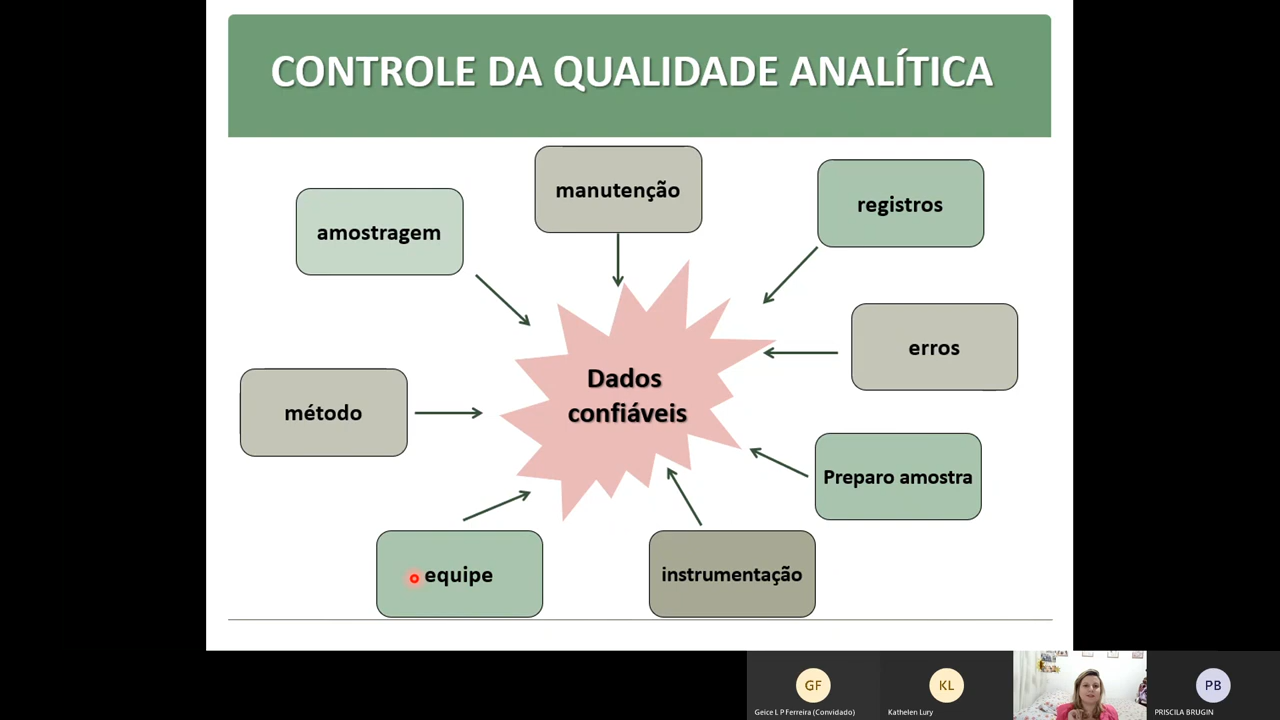 CONTROLE DA QUALIDADE ANALÍTICA
manutenção
registros
amostragem
erros
Dados
confiáveis
método
Preparo amostra
equipe
instrumentação
GF
KL
PB
Geice L P Ferreira (Convidado)
Kathelen Lury
PRISCILA BRUGIN